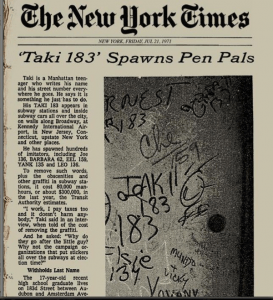 The New York Times
NEW YORK, FRIDAY, JUL 21, 1971
'Taki 183' Spawns Pen Pals
Taki is a Manhattan teen-
ager who writes his name
and his street number every-
where he goes. He says it is
something he just has to do.
His TAKI 183 appears in
subway stations and inside
subway cars all over the city,
on walls along Broadway, at
Kennedy International Air-
port, in New Jersey, Con-
necticut, upstate New York
and other places.
He has spawned hundreds
of imitators, including Joe
136, BARBARA 62, EEL 159,
YANK 135 and LEO 136.
To remove such words,
plus the obscenities and
other graffiti in subway sta-
tions, it cost 80,000 man-
hours, or about $300,000, in
the last year, the Transit
Authority estimates.
"I work, I pay taxes too
and it doesn't harm any-
body," Taki said in an inter-
view, when told of the cost
of removing the graffiti.
And he asked: "Why do
they go after the little guy?
Why not the campaign or-
ganizations that put stickers
all over the subways at elec-
tion time?"
Withholds Last Name
The 17-year-old recent
high school graduate lives
on 183d Street between Au-
dubon and Amsterdam Ave-
183